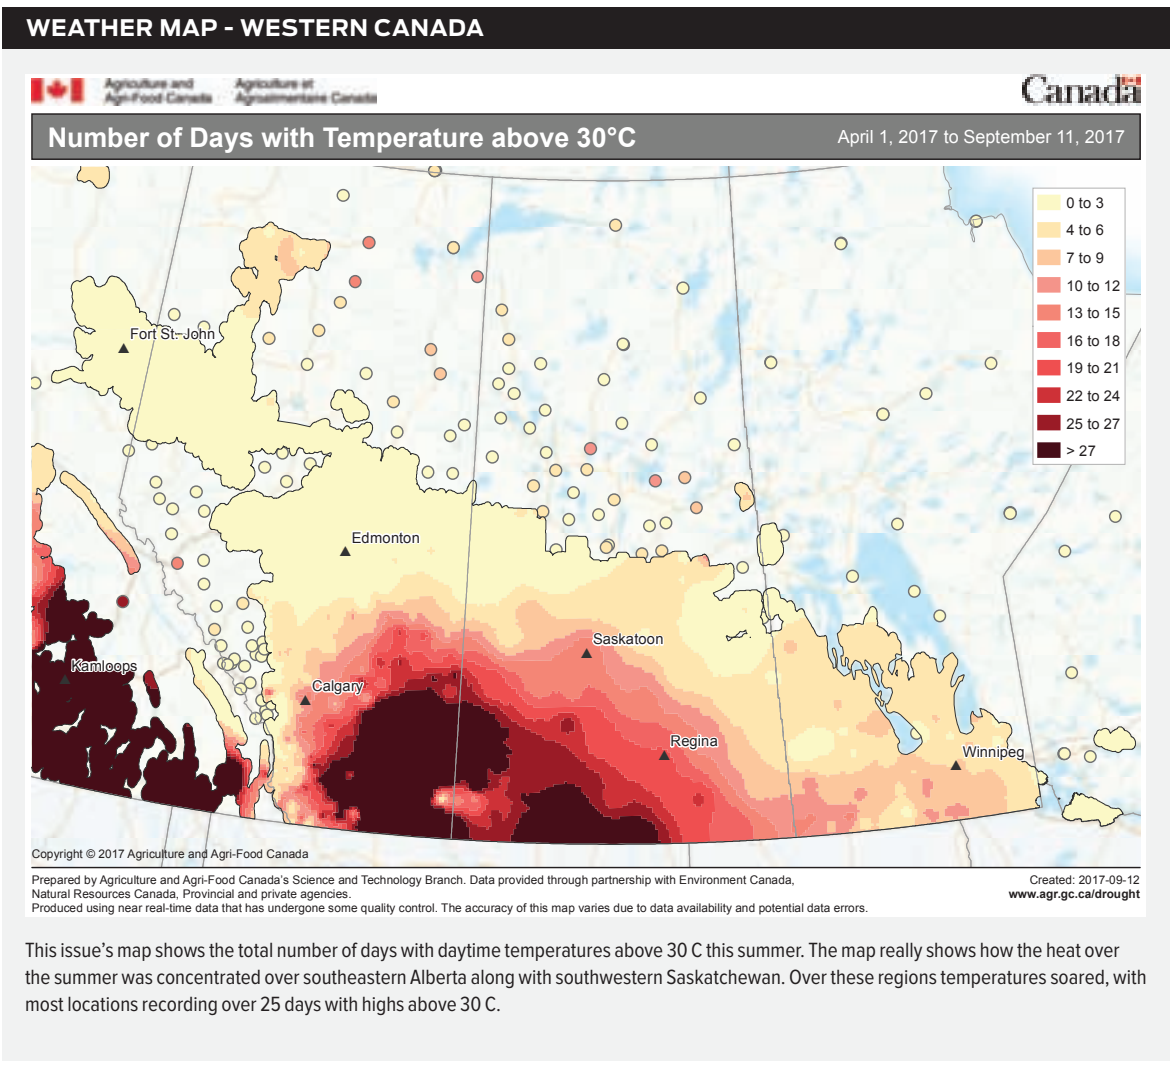 WEATHER MAP - WESTERN CANADA
Agriculture and Agriculture et
Agri-Food Canada Agroalimentaire Canada
Canada
Number of Days with Temperature above 30°C
April 1, 2017 to September 11, 2017
0 to 3
4 to 6
7 to 9
10 to 12
13 to 15
16 to 18
19 to 21
22 to 24
25 to 27
> 27
Fort St. John
Edmonton
Saskatoon
Kamloops
Calgary
Regina
Winnipeg
Copyright © 2017 Agriculture and Agri-Food Canada
Prepared by Agriculture and Agri-Food Canada's Science and Technology Branch. Data provided through partnership with Environment Canada,
Natural Resources Canada, Provincial and private agencies.
Produced using near real-time data that has undergone some quality control. The accuracy of this map varies due to data availability and potential data errors.
Created: 2017-09-12
www.agr.gc.ca/drought
This issue's map shows the total number of days with daytime temperatures above 30 C this summer. The map really shows how the heat over
the summer was concentrated over southeastern Alberta along with southwestern Saskatchewan. Over these regions temperatures soared, with
most locations recording over 25 days with highs above 30 C.